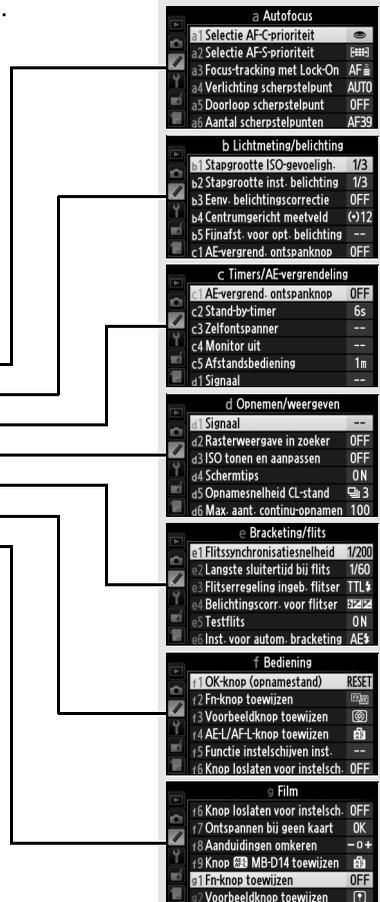 .
a Autofocus
a1 Selectie AF-C-prioriteit
a2 Selectie AF-S-prioriteit
a3 Focus-tracking met Lock-On AF
a4 Verlichting scherpstelpunt AUTO
a5 Doorloop scherpstelpunt OFF
a6 Aantal scherpstelpunten AF39
b Lichtmeting/belichting
b1 Stapgrootte ISO-gevoeligh. 1/3
b2 Stapgrootte inst. belichting 1/3
b3 Eenv. belichtingscorrectie OFF
b4 Centrumgericht meetveld (•)12
b5 Fijnafst. voor opt. belichting --
c1 AE-vergrend. ontspanknop OFF
c Timers/AE-vergrendeling
c1 AE-vergrend. ontspanknop OFF
c2 Stand-by-timer 6s
c3 Zelfontspanner --
c4 Monitor uit --
c5 Afstandsbediening 1m
d1 Signaal --
d Opnemen/weergeven
d1 Signaal --
d2 Rasterweergave in zoeker OFF
d3 ISO tonen en aanpassen OFF
d4 Schermtips ON
d5 Opnamesnelheid CL-stand 3
d6 Max. aant. continu-opnamen 100
e Bracketing/flits
e1 Flitssynchronisatiesnelheid 1/200
e2 Langste sluitertijd bij flits 1/60
e3 Flitserregeling ingeb. flitser TTL
e4 Belichtingscorr. voor flitser
e5 Testflits ON
e6 Inst. voor autom. bracketing AE
f Bediening
f1 OK-knop (opnamestand) RESET
f2 Fn-knop toewijzen
f3 Voorbeeldknop toewijzen
f4 AE-L/AF-L-knop toewijzen
f5 Functie instelschijven inst. --
f6 Knop loslaten voor instelsch. OFF
g Film
f6 Knop loslaten voor instelsch. OFF
f7 Ontspannen bij geen kaart OK
f8 Aanduidingen omkeren -o+
f9 Knop MB-D14 toewijzen
g1 Fn-knop toewijzen OFF
g2 Voorbeeldknop toewijzen